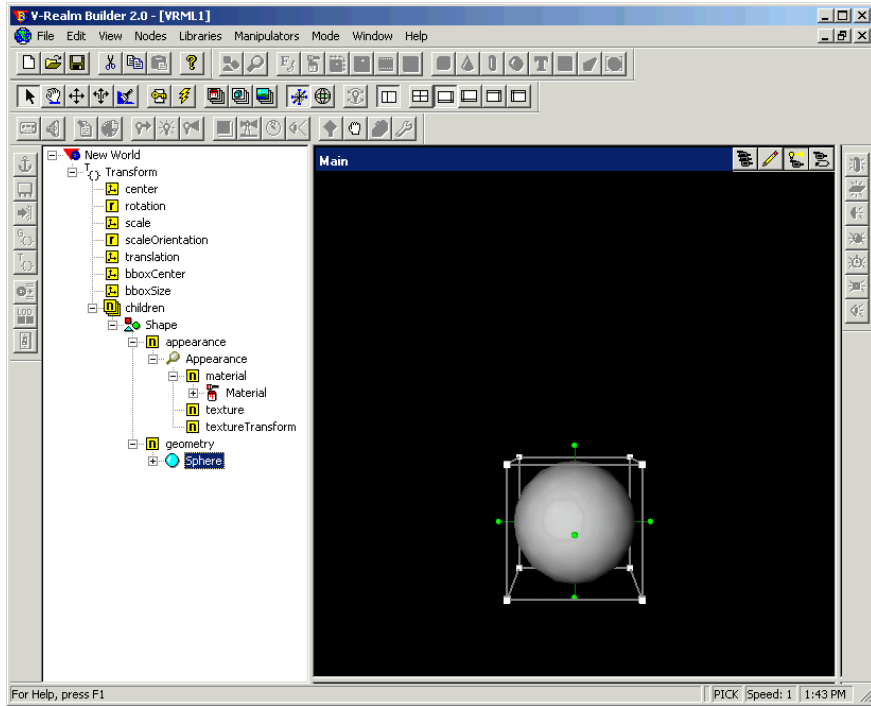 V-Realm Builder 2.0 - [VRML1]
File Edit View Nodes Libraries Manipulators Mode Window Help
New World
Transform
center
rotation
scale
scaleOrientation
translation
bboxCenter
bboxSize
children
Shape
appearance
Appearance
material
Material
texture
textureTransform
geometry
Sphere
Main
For Help, press F1
PICK Speed: 1 1:43 PM